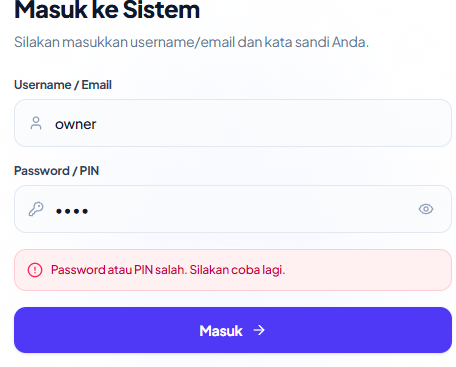 Masuk ke Sistem
Silakan masukkan username/email dan kata sandi Anda.
Username / Email
owner
Password / PIN
••••
Password atau PIN salah. Silakan coba lagi.
Masuk →